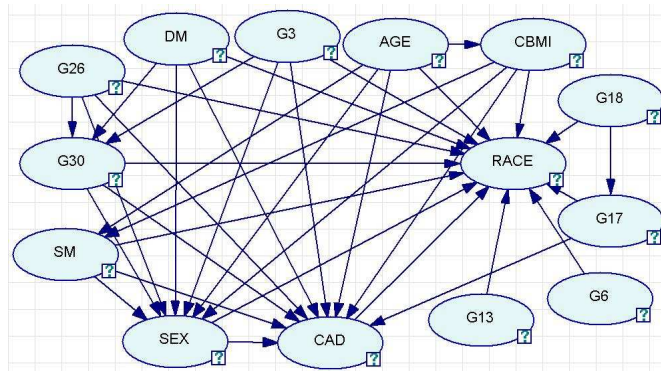 DM
G3
AGE
CBMI
G26
?
?
?
?
?
G18
?
G30
?
RACE
?
G17
?
SM
?
G6
?
G13
?
SEX
?
CAD
?